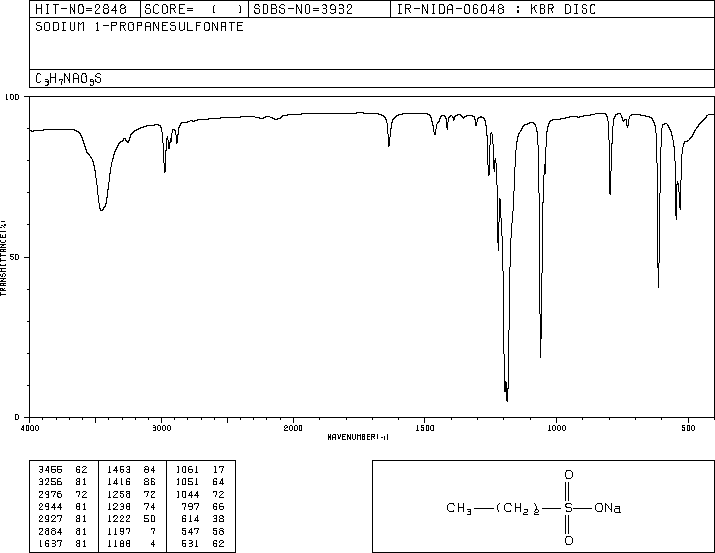 HIT-NO=2848 SCORE= ( ) SDBS-NO=3932 IR-NIDA-06048 : KBR DISC
SODIUM 1-PROPANESULFONATE
C3H7NAO3S
100
50
0
TRANSMITTANCE(%)
4000 3000 2000 1500 1000 500
WAVENUMBER(-1)
3466 62 1463 84 1061 17
3256 81 1416 86 1051 64
2976 72 1258 72 1044 72
2944 81 1238 74 797 66
2927 81 1222 50 614 38
2884 81 1197 7 547 58
1637 81 1188 4 531 62
O
CH3—(CH2)2—S—ONa
O